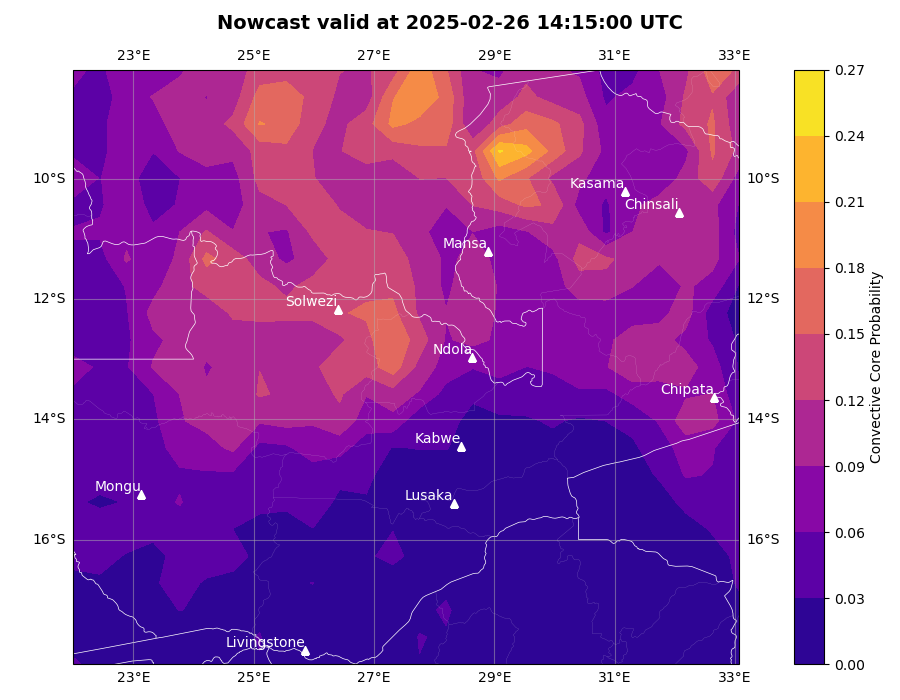 Nowcast valid at 2025-02-26 14:15:00 UTC
23°E 25°E 27°E 29°E 31°E 33°E
0.27
0.24
0.21
0.18
0.15
0.12
0.09
0.06
0.03
0.00
Convective Core Probability
10°S 10°S
12°S 12°S
14°S 14°S
16°S 16°S
Kasama
Chinsali
Mansa
Solwezi
Ndola
Chipata
Kabwe
Mongu
Lusaka
Livingstone
23°E 25°E 27°E 29°E 31°E 33°E